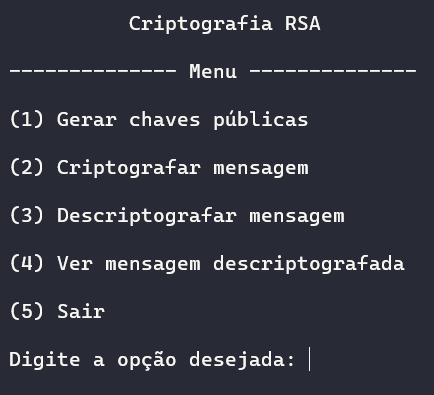 Criptografia RSA
-------------- Menu --------------
(1) Gerar chaves públicas
(2) Criptografar mensagem
(3) Descriptografar mensagem
(4) Ver mensagem descriptografada
(5) Sair
Digite a opção desejada: